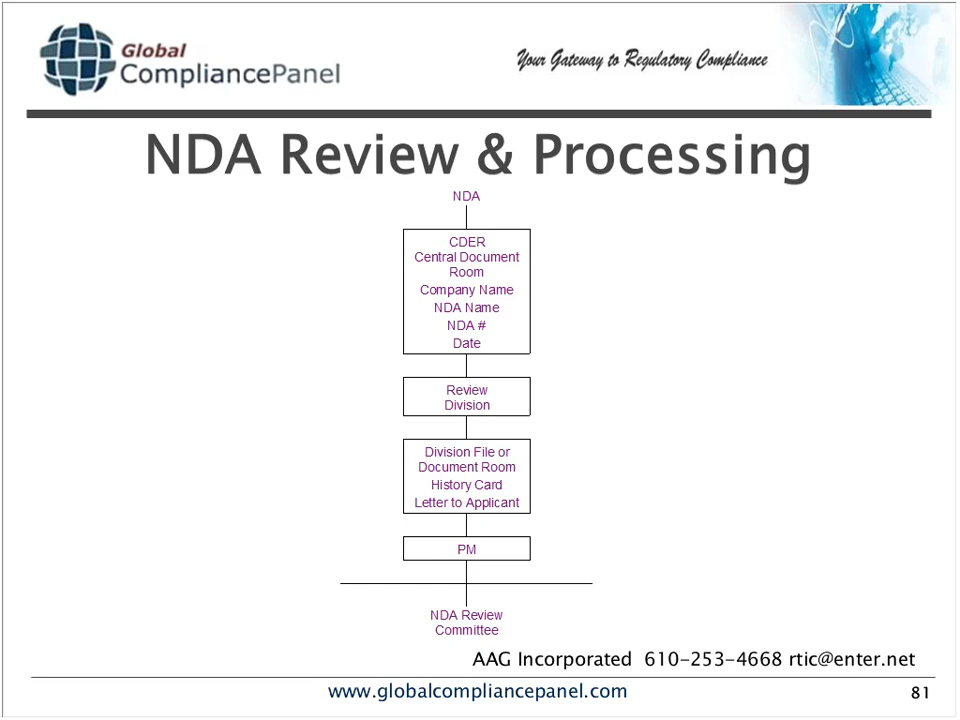 Global
CompliancePanel
Your Gateway to Regulatory Compliance
NDA Review & Processing
NDA
CDER
Central Document
Room
Company Name
NDA Name
NDA #
Date
Review
Division
Division File or
Document Room
History Card
Letter to Applicant
PM
NDA Review
Committee
AAG Incorporated 610-253-4668 rtic@enter.net
www.globalcompliancepanel.com
81